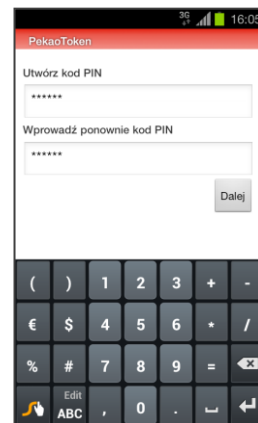 3G 16:05
PekaoToken
Utwórz kod PIN
******
Wprowadź ponownie kod PIN
******
Dalej
( ) 1 2 3 + -
€ $ 4 5 6 * /
% # 7 8 9 =
Edit
ABC , 0 .